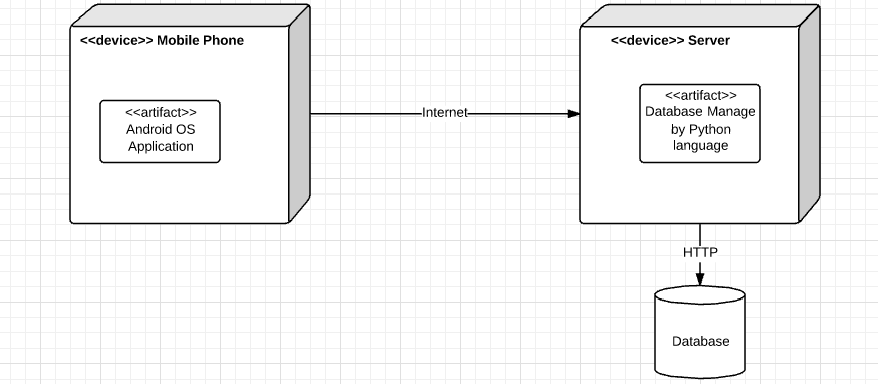 <<device>> Mobile Phone
<<artifact>>
Android OS
Application
Internet
<<device>> Server
<<artifact>>
Database Manage
by Python
language
HTTP
Database